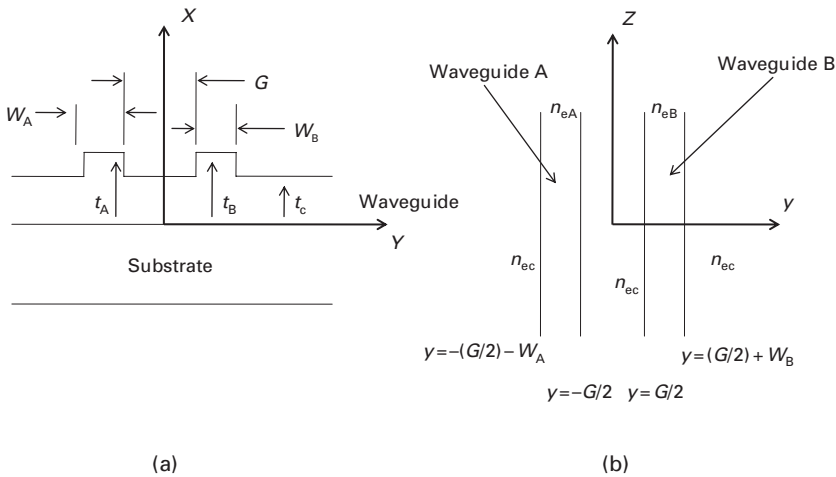 X
G
W_A
W_B
t_A
t_B
t_c
Waveguide
Y
Substrate
(a)
Z
Waveguide A
Waveguide B
n_eA
n_eB
y
n_ec
n_ec
n_ec
y=−(G/2)−W_A
y=(G/2)+W_B
y=−G/2
y=G/2
(b)